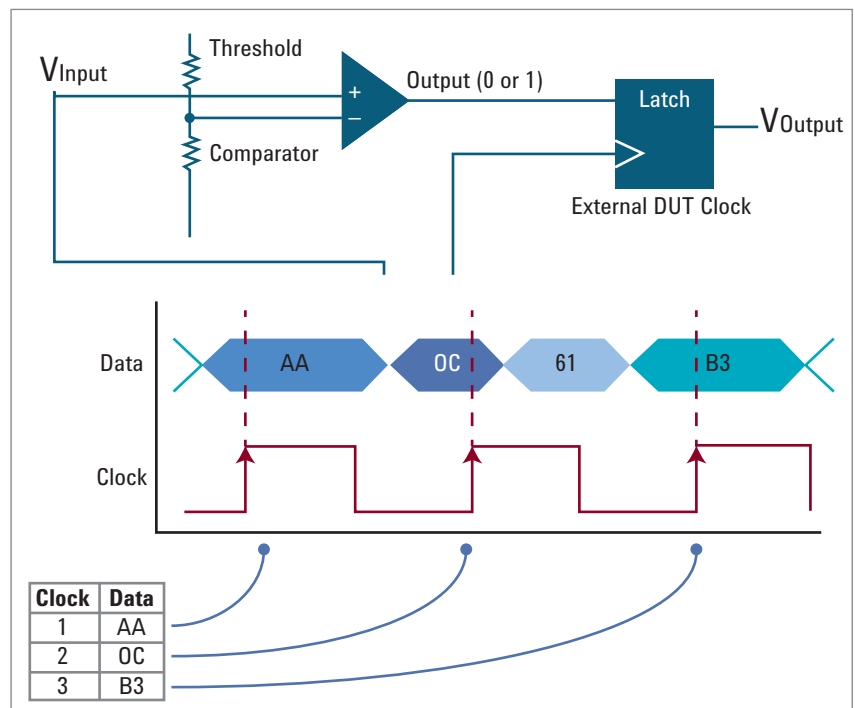 Threshold
VInput
Output (0 or 1)
+
−
Latch
VOutput
Comparator
External DUT Clock
Data
AA
OC
61
B3
Clock
Clock Data
1 AA
2 OC
3 B3